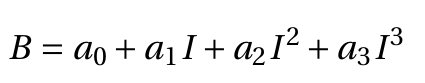 B = a₀ + a₁I + a₂I² + a₃I³